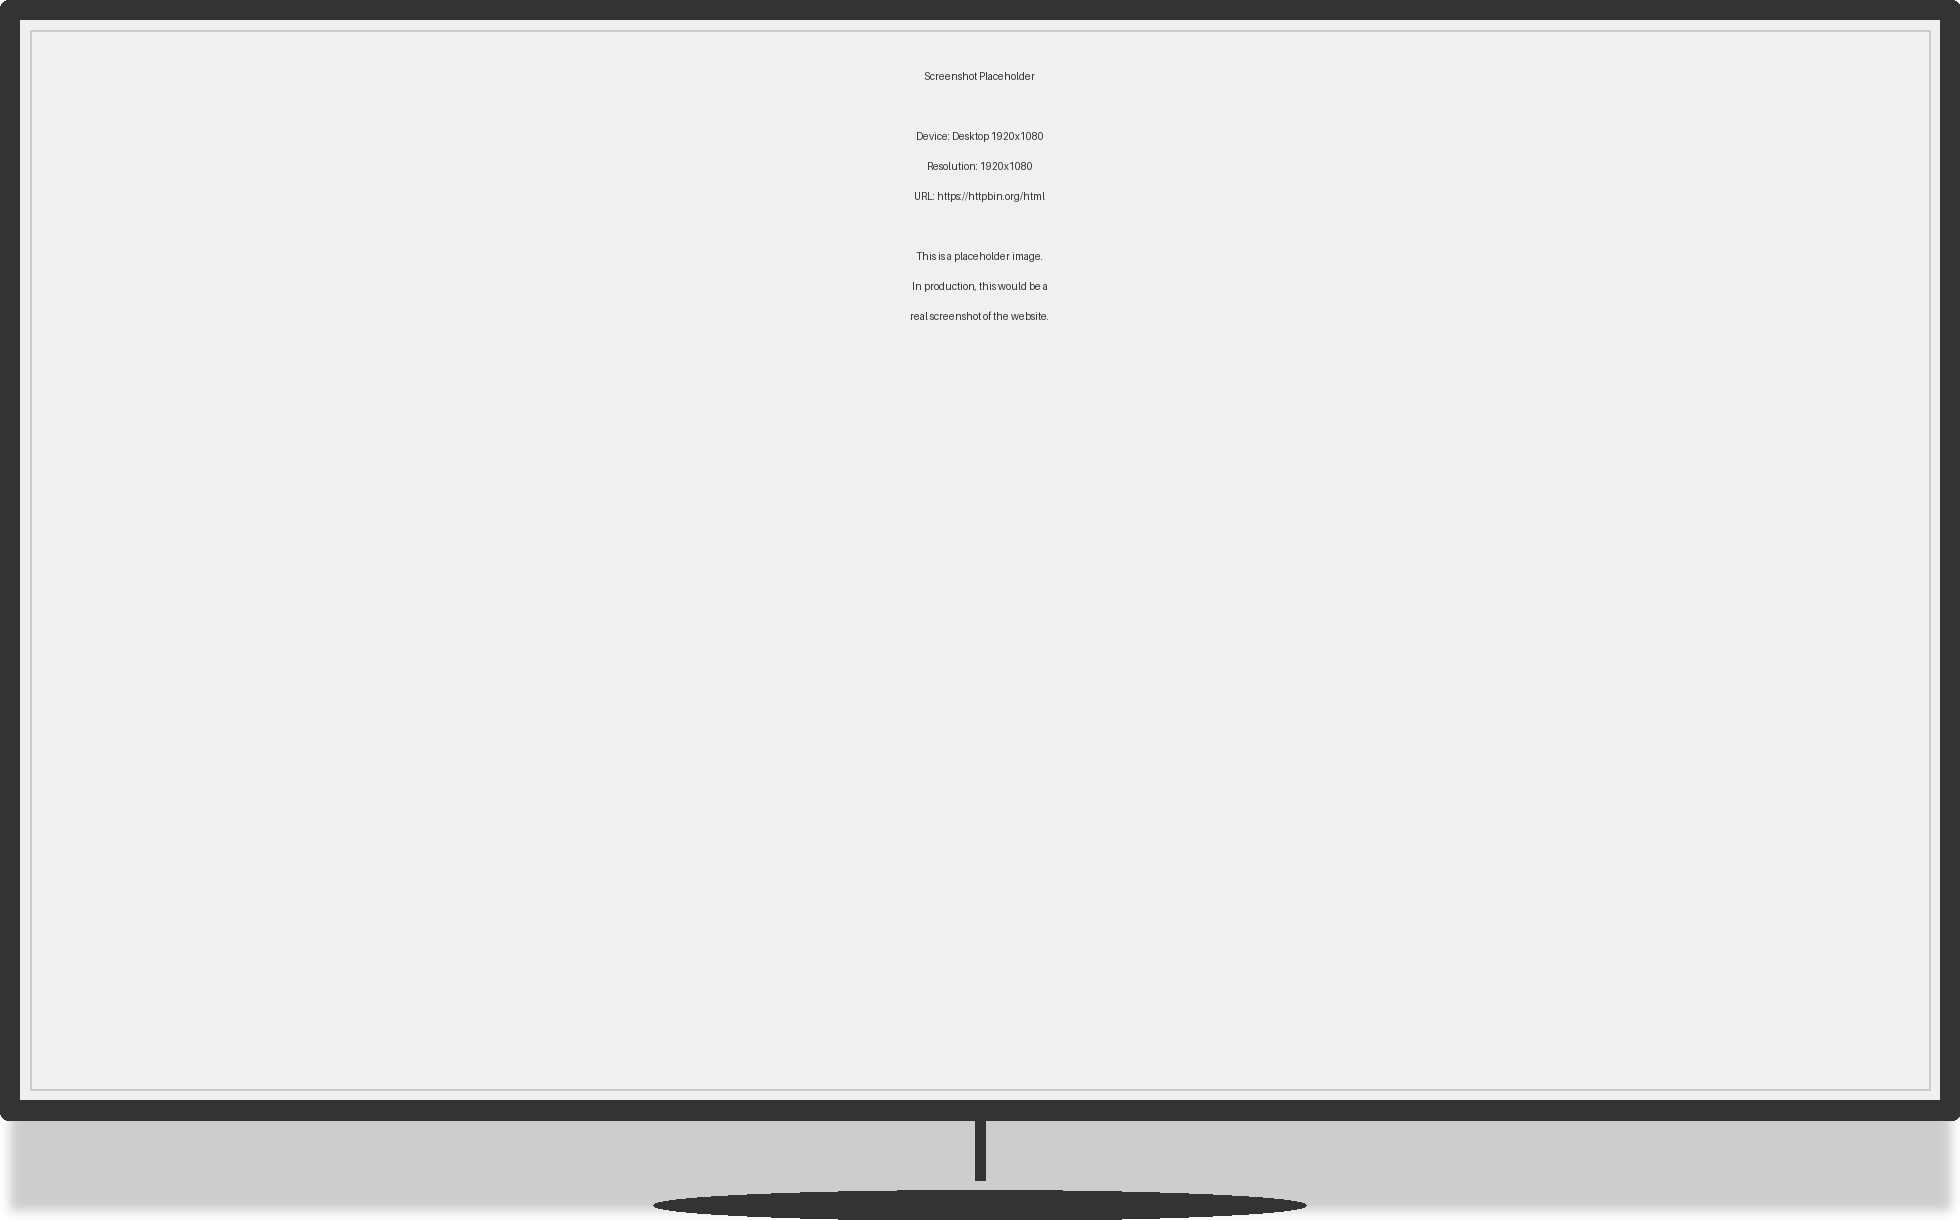 Screenshot Placeholder
Device: Desktop 1920x1080
Resolution: 1920x1080
URL: https://httpbin.org/html
This is a placeholder image.
In production, this would be a
real screenshot of the website.